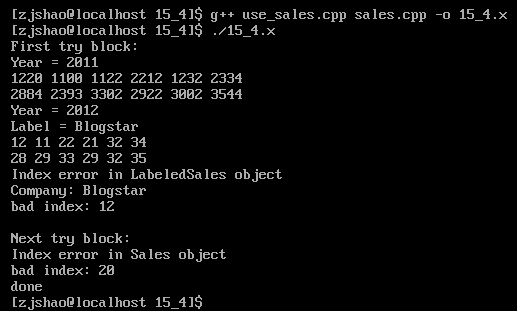 [zjshao@localhost 15_4]$ g++ use_sales.cpp sales.cpp -o 15_4.x
[zjshao@localhost 15_4]$ ./15_4.x
First try block:
Year = 2011
1220 1100 1122 2212 1232 2334
2884 2393 3302 2922 3002 3544
Year = 2012
Label = Blogstar
12 11 22 21 32 34
28 29 33 29 32 35
Index error in LabeledSales object
Company: Blogstar
bad index: 12

Next try block:
Index error in Sales object
bad index: 20
done
[zjshao@localhost 15_4]$